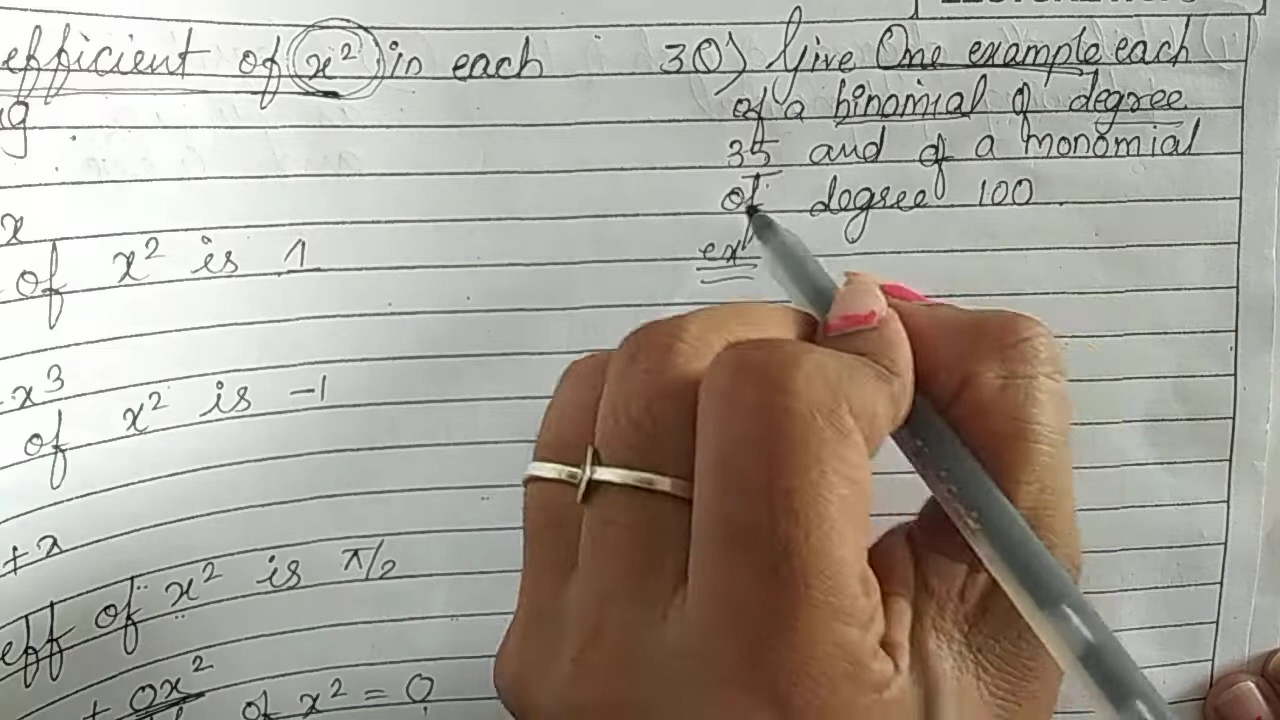 efficient of x² in each
g
x
of x² is 1
-x³
of x² is -1
+ x
eff of x² is π/2
+ 0x²
of x² = 0
3Q) Give One example each
of a binomial of degree
35 and of a monomial
of degree 100
ex